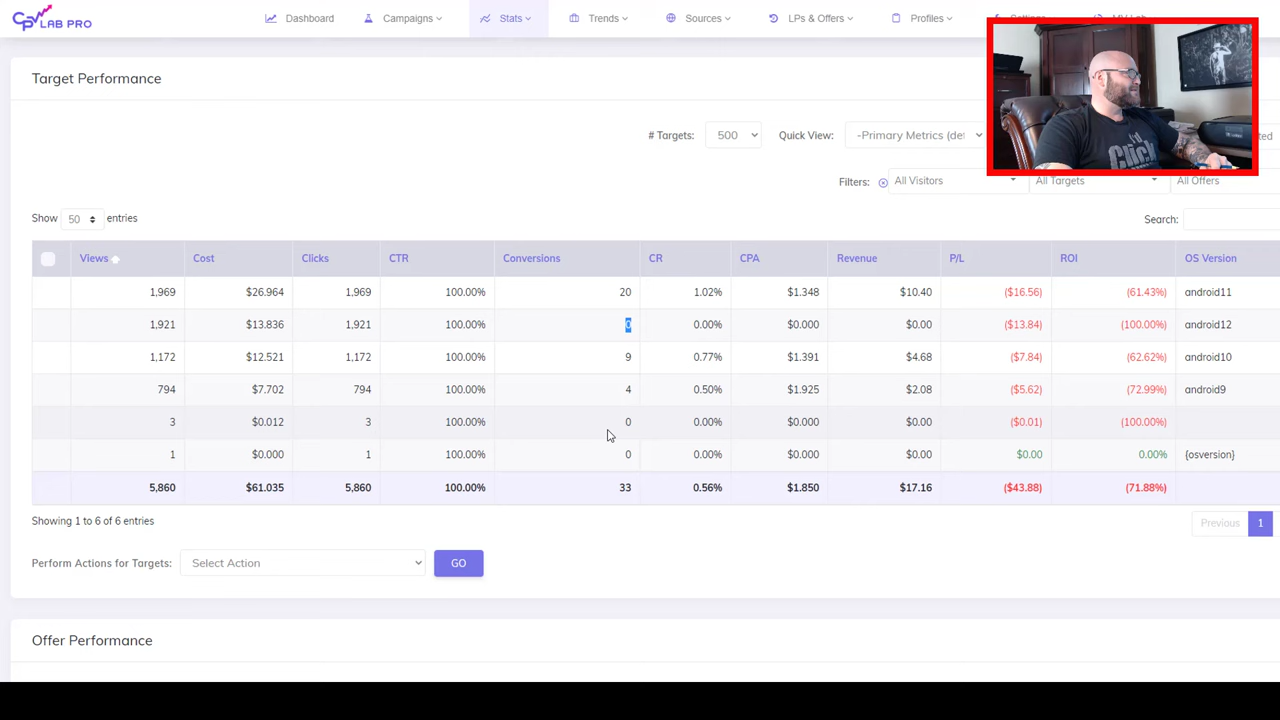 CPV LAB PRO
Dashboard Campaigns Stats Trends Sources LPs & Offers Profiles
Target Performance
# Targets: 500 Quick View: -Primary Metrics (def
Filters: All Visitors All Targets All Offers
Show 50 entries Search:
Views Cost Clicks CTR Conversions CR CPA Revenue P/L ROI OS Version
1,969 $26.964 1,969 100.00% 20 1.02% $1.348 $10.40 ($16.56) (61.43%) android11
1,921 $13.836 1,921 100.00% 0 0.00% $0.000 $0.00 ($13.84) (100.00%) android12
1,172 $12.521 1,172 100.00% 9 0.77% $1.391 $4.68 ($7.84) (62.62%) android10
794 $7.702 794 100.00% 4 0.50% $1.925 $2.08 ($5.62) (72.99%) android9
3 $0.012 3 100.00% 0 0.00% $0.000 $0.00 ($0.01) (100.00%)
1 $0.000 1 100.00% 0 0.00% $0.000 $0.00 $0.00 0.00% {osversion}
5,860 $61.035 5,860 100.00% 33 0.56% $1.850 $17.16 ($43.88) (71.88%)
Showing 1 to 6 of 6 entries
Previous 1
Perform Actions for Targets: Select Action GO
Offer Performance
I'd
Click